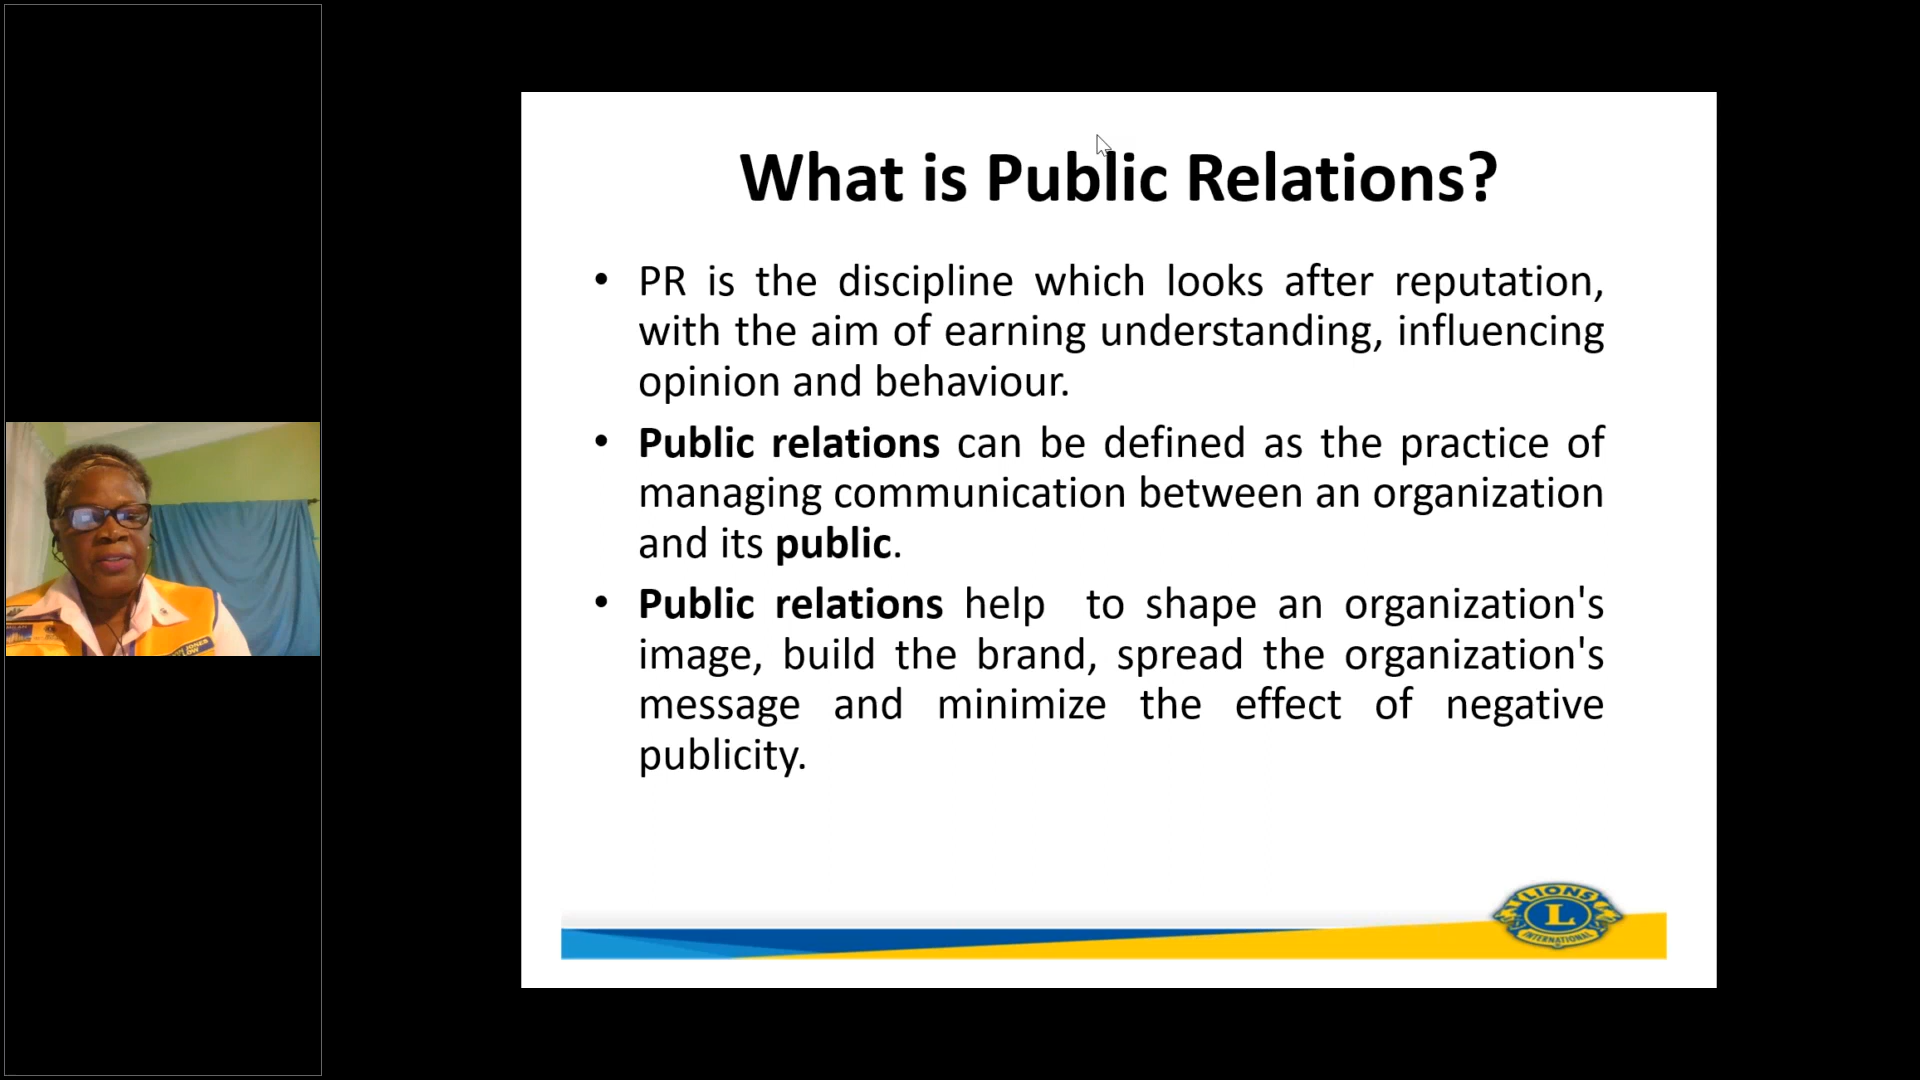 What is Public Relations?
• PR is the discipline which looks after reputation,
with the aim of earning understanding, influencing
opinion and behaviour.
• Public relations can be defined as the practice of
managing communication between an organization
and its public.
• Public relations help to shape an organization's
image, build the brand, spread the organization's
message and minimize the effect of negative
publicity.
LIONS
L
INTERNATIONAL
JONES